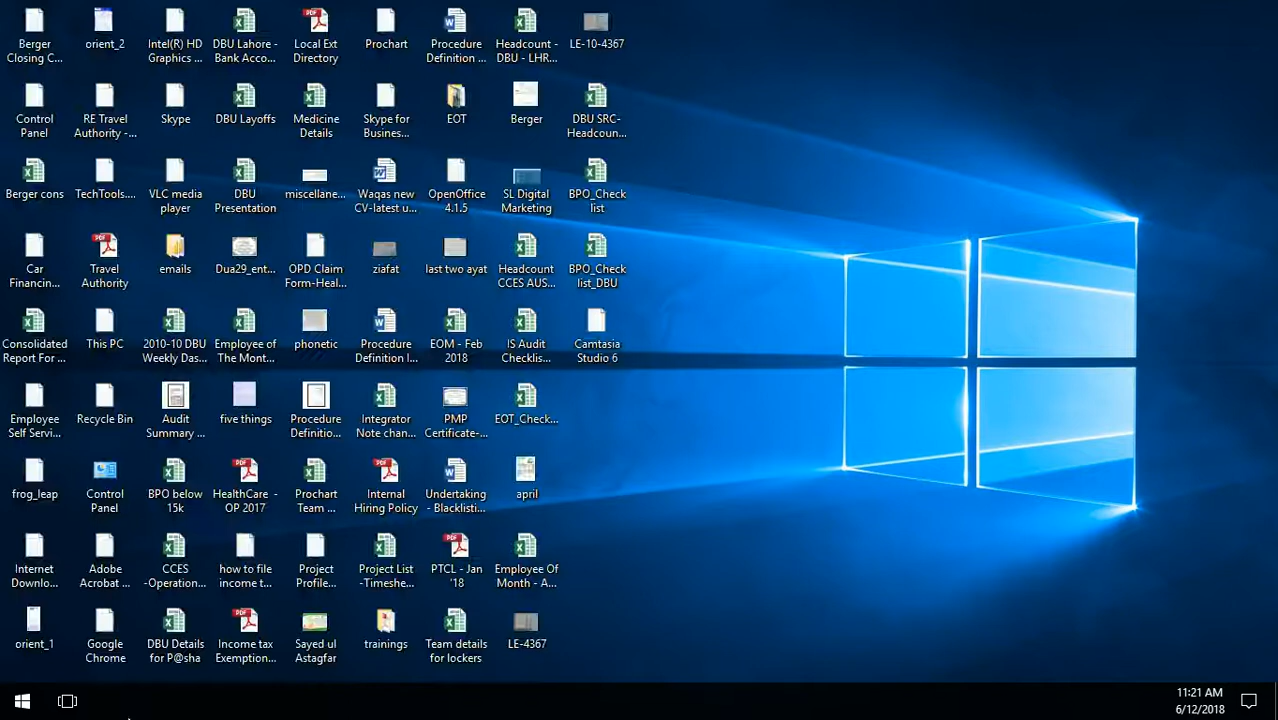 Berger
Closing C...
orient_2
Intel(R) HD
Graphics ...
DBU Lahore -
Bank Acco...
Local Ext
Directory
Prochart
Procedure
Definition ...
Headcount -
DBU - LHR...
LE-10-4367
Control
Panel
RE Travel
Authority -...
Skype
DBU Layoffs
Medicine
Details
Skype for
Busines...
EOT
Berger
DBU SRC-
Headcoun...
Berger cons
TechTools....
VLC media
player
DBU
Presentation
miscellane...
Waqas new
CV-latest u...
OpenOffice
4.1.5
SL Digital
Marketing
BPO_Check
list
Car
Financin...
Travel
Authority
emails
Dua29_ent...
OPD Claim
Form-Heal...
ziafat
last two ayat
Headcount
CCES AUS...
BPO_Check
list_DBU
Consolidated
Report For ...
This PC
2010-10 DBU
Weekly Das...
Employee of
The Mont...
phonetic
Procedure
Definition I...
EOM - Feb
2018
IS Audit
Checklis...
Camtasia
Studio 6
Employee
Self Servi...
Recycle Bin
Audit
Summary ...
five things
Procedure
Definitio...
Integrator
Note chan...
PMP
Certificate-...
EOT_Check...
frog_leap
Control
Panel
BPO below
15k
HealthCare -
OP 2017
Prochart
Team ...
Internal
Hiring Policy
Undertaking
- Blacklisti...
april
Internet
Downlo...
Adobe
Acrobat ...
CCES
-Operation...
how to file
income t...
Project
Profile...
Project List
-Timeshe...
PTCL - Jan
'18
Employee Of
Month - A...
orient_1
Google
Chrome
DBU Details
for P@sha
Income tax
Exemption...
Sayed ul
Astagfar
trainings
Team details
for lockers
LE-4367
11:21 AM
6/12/2018